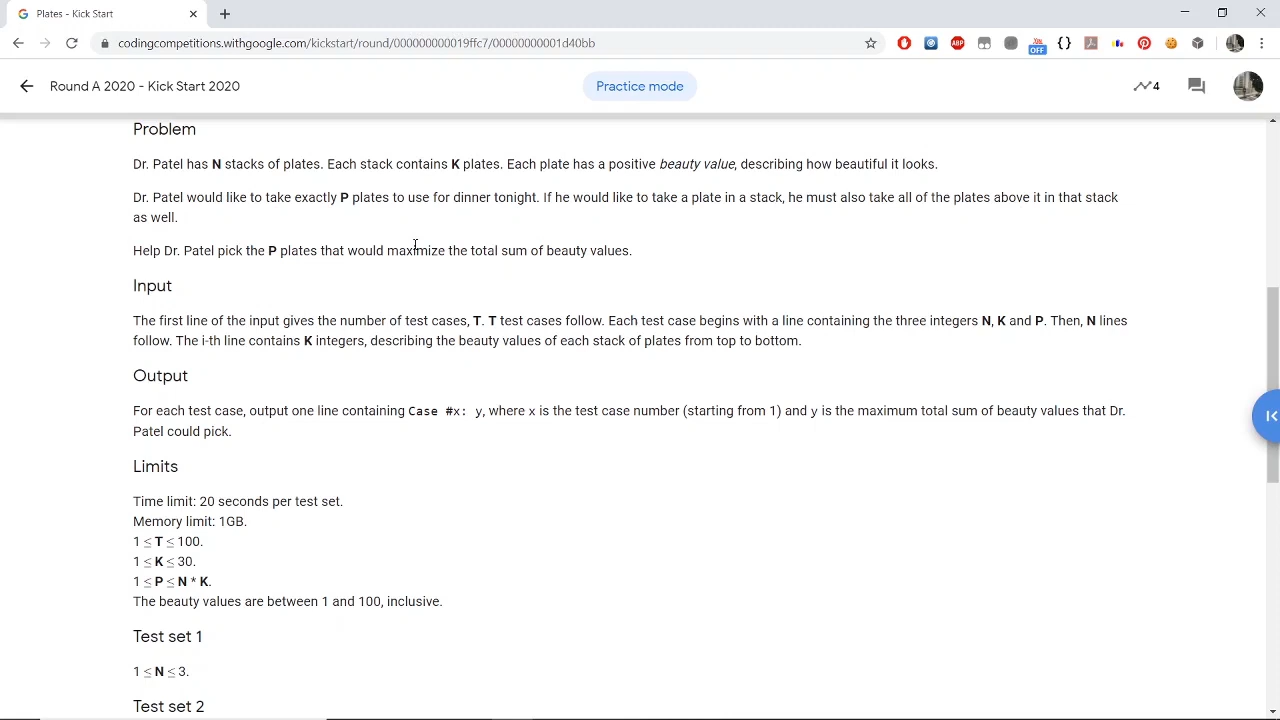 Plates - Kick Start
codingcompetitions.withgoogle.com/kickstart/round/000000000019ffc7/00000000001d40bb
ABP
OFF
Round A 2020 - Kick Start 2020
Practice mode
4
Problem
Dr. Patel has N stacks of plates. Each stack contains K plates. Each plate has a positive beauty value, describing how beautiful it looks.
Dr. Patel would like to take exactly P plates to use for dinner tonight. If he would like to take a plate in a stack, he must also take all of the plates above it in that stack
as well.
Help Dr. Patel pick the P plates that would maximize the total sum of beauty values.
Input
The first line of the input gives the number of test cases, T. T test cases follow. Each test case begins with a line containing the three integers N, K and P. Then, N lines
follow. The i-th line contains K integers, describing the beauty values of each stack of plates from top to bottom.
Output
For each test case, output one line containing Case #x: y, where x is the test case number (starting from 1) and y is the maximum total sum of beauty values that Dr.
Patel could pick.
Limits
Time limit: 20 seconds per test set.
Memory limit: 1GB.
1 ≤ T ≤ 100.
1 ≤ K ≤ 30.
1 ≤ P ≤ N * K.
The beauty values are between 1 and 100, inclusive.
Test set 1
1 ≤ N ≤ 3.
Test set 2